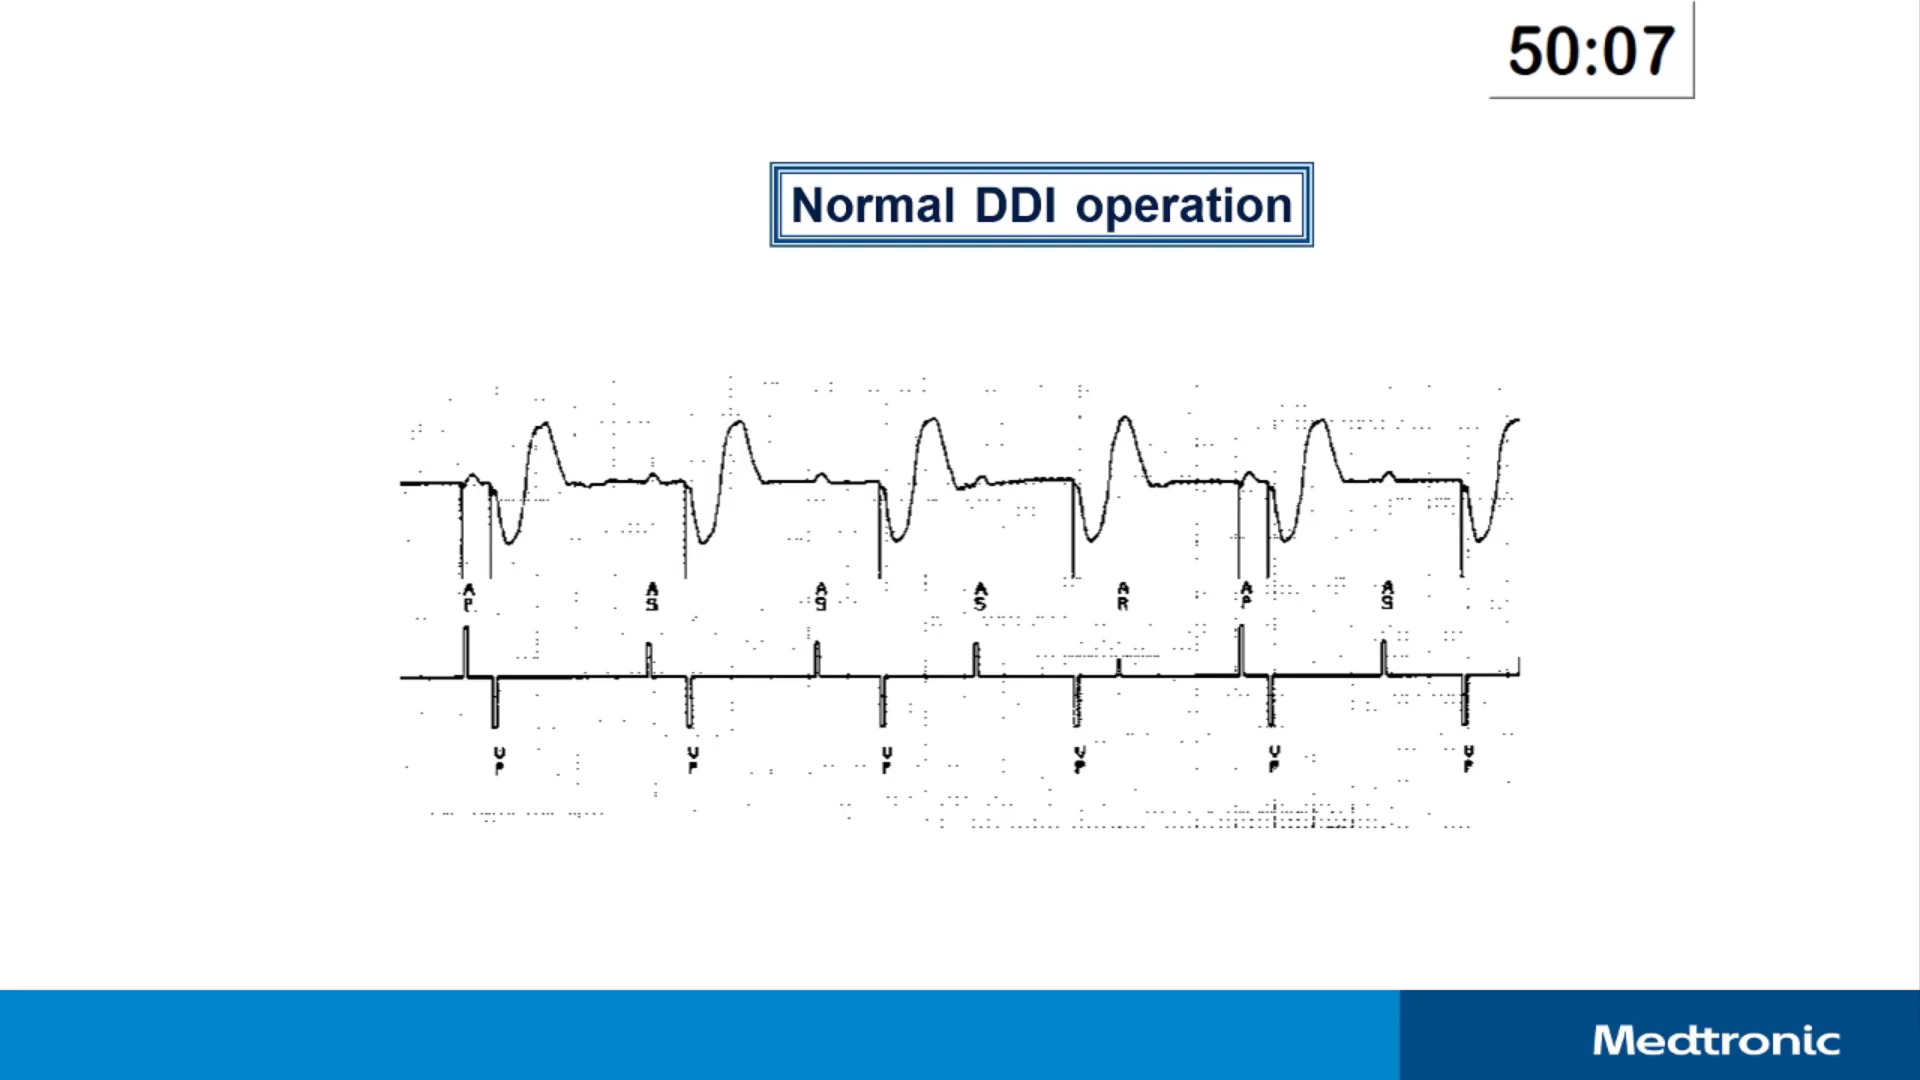 50:07
Normal DDI operation
A A A A A A A
P S S S R P S
V V V V V V
P P P P P P
Medtronic